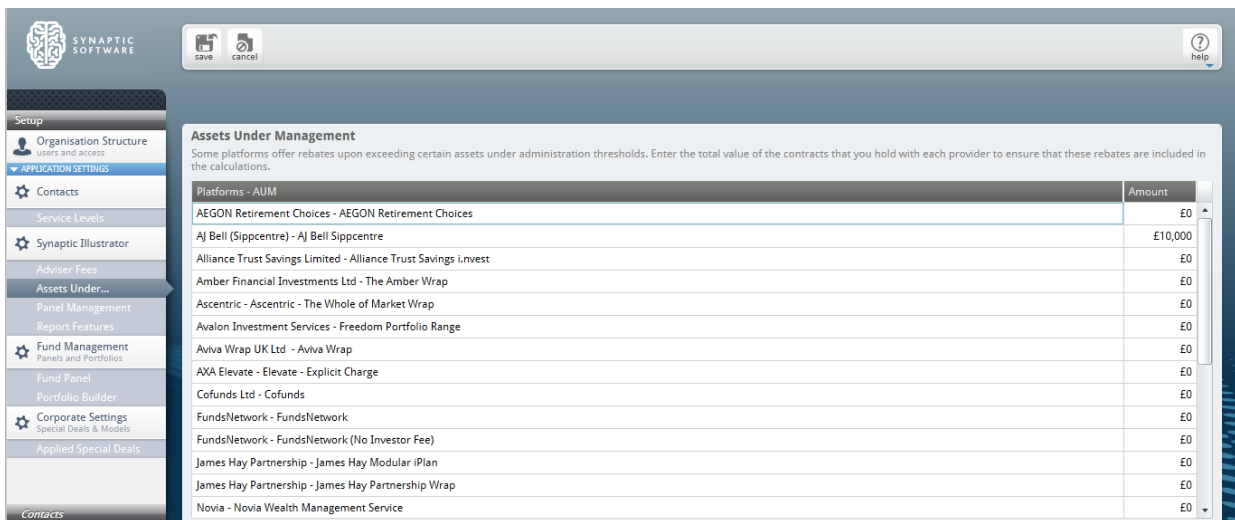 SYNAPTIC
SOFTWARE
save
cancel
help
Setup
Organisation Structure
users and access
APPLICATION SETTINGS
Contacts
Service Levels
Synaptic Illustrator
Adviser Fees
Assets Under...
Panel Management
Report Features
Fund Management
Panels and Portfolios
Fund Panel
Portfolio Builder
Corporate Settings
Special Deals & Models
Applied Special Deals
Contacts
Assets Under Management
Some platforms offer rebates upon exceeding certain assets under administration thresholds. Enter the total value of the contracts that you hold with each provider to ensure that these rebates are included in
the calculations.
Platforms - AUM Amount
AEGON Retirement Choices - AEGON Retirement Choices £0
AJ Bell (Sippcentre) - AJ Bell Sippcentre £10,000
Alliance Trust Savings Limited - Alliance Trust Savings i.nvest £0
Amber Financial Investments Ltd - The Amber Wrap £0
Ascentric - Ascentric - The Whole of Market Wrap £0
Avalon Investment Services - Freedom Portfolio Range £0
Aviva Wrap UK Ltd - Aviva Wrap £0
AXA Elevate - Elevate - Explicit Charge £0
Cofunds Ltd - Cofunds £0
FundsNetwork - FundsNetwork £0
FundsNetwork - FundsNetwork (No Investor Fee) £0
James Hay Partnership - James Hay Modular iPlan £0
James Hay Partnership - James Hay Partnership Wrap £0
Novia - Novia Wealth Management Service £0